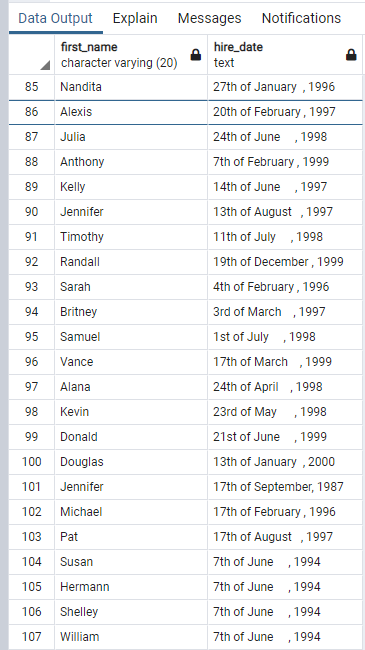 Data Output Explain Messages Notifications
first_name hire_date
character varying (20) text
85 Nandita 27th of January , 1996
86 Alexis 20th of February , 1997
87 Julia 24th of June , 1998
88 Anthony 7th of February , 1999
89 Kelly 14th of June , 1997
90 Jennifer 13th of August , 1997
91 Timothy 11th of July , 1998
92 Randall 19th of December , 1999
93 Sarah 4th of February , 1996
94 Britney 3rd of March , 1997
95 Samuel 1st of July , 1998
96 Vance 17th of March , 1999
97 Alana 24th of April , 1998
98 Kevin 23rd of May , 1998
99 Donald 21st of June , 1999
100 Douglas 13th of January , 2000
101 Jennifer 17th of September, 1987
102 Michael 17th of February , 1996
103 Pat 17th of August , 1997
104 Susan 7th of June , 1994
105 Hermann 7th of June , 1994
106 Shelley 7th of June , 1994
107 William 7th of June , 1994